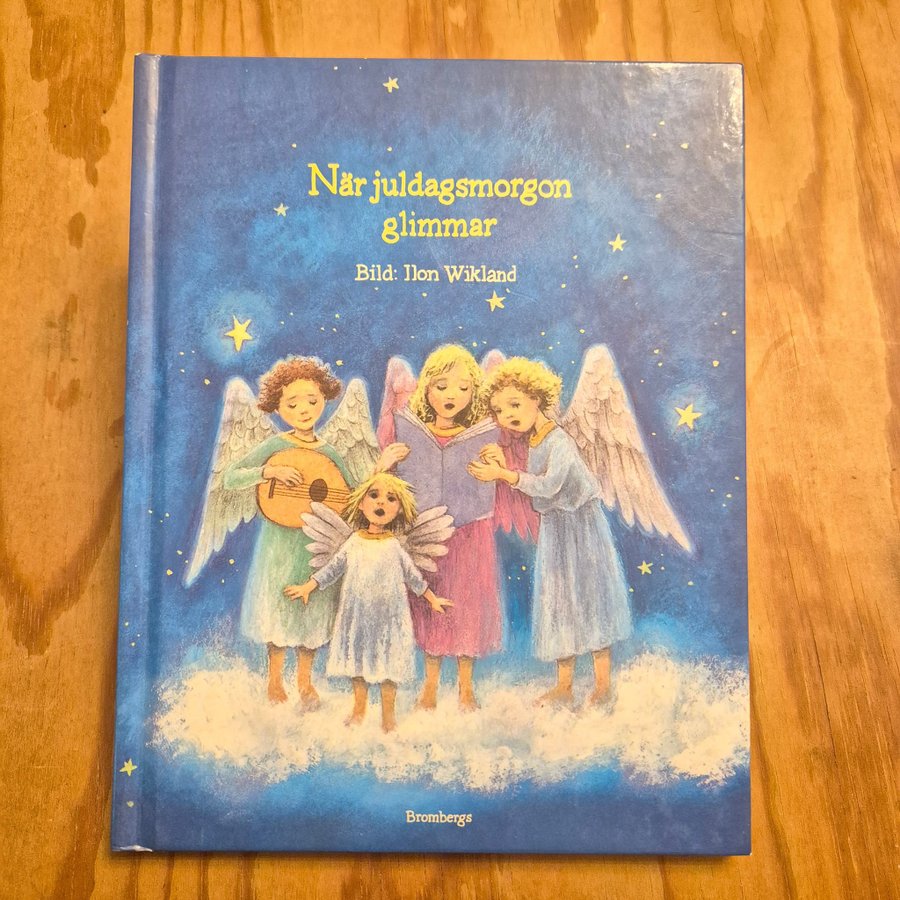 När juldagsmorgon
glimmar
Bild: Ilon Wikland
Brombergs